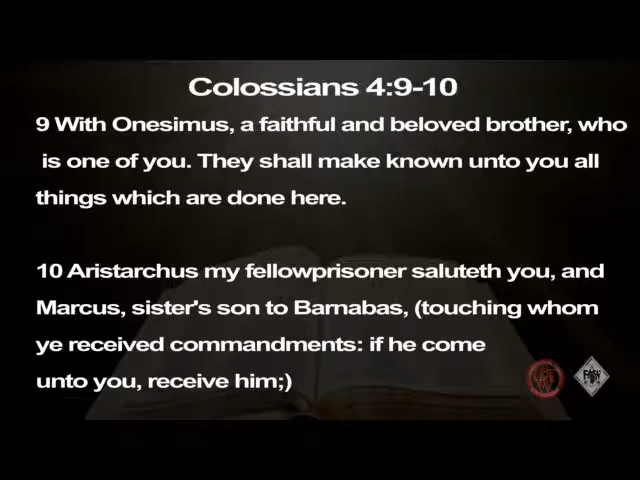 Colossians 4:9-10
9 With Onesimus, a faithful and beloved brother, who
is one of you. They shall make known unto you all
things which are done here.
10 Aristarchus my fellowprisoner saluteth you, and
Marcus, sister's son to Barnabas, (touching whom
ye received commandments: if he come
unto you, receive him;)